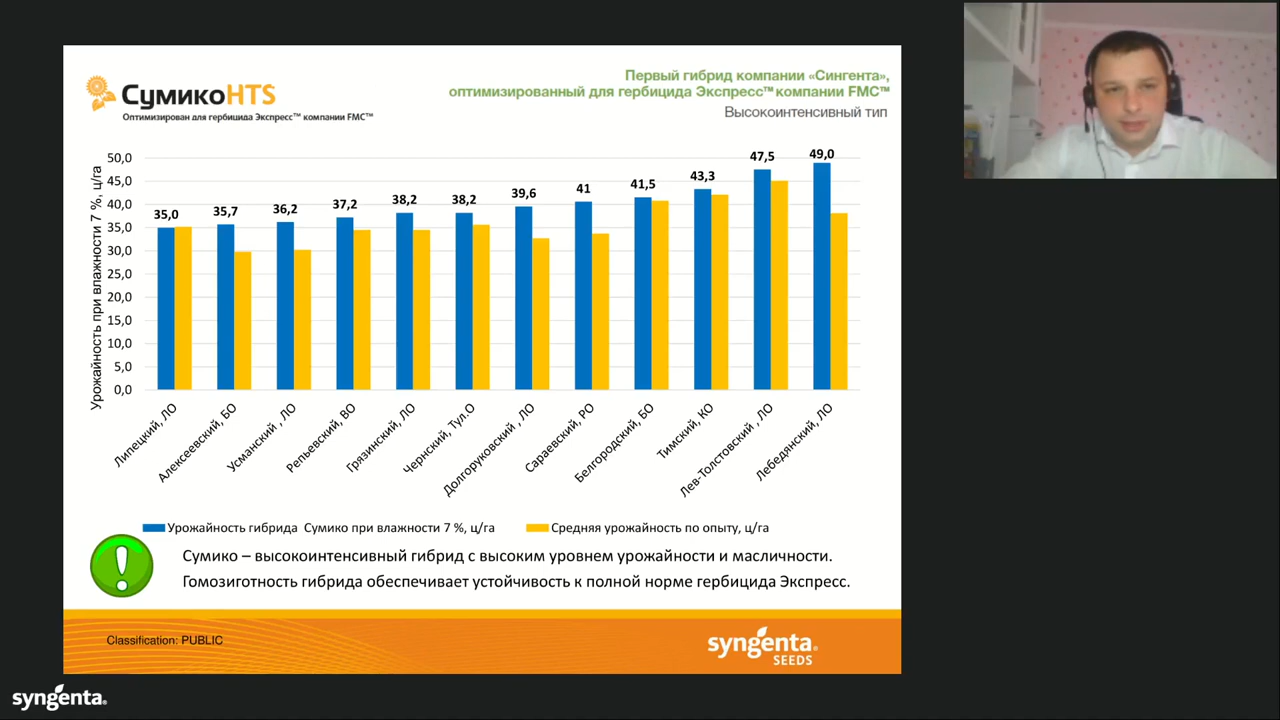 СумикоHTS
Оптимизирован для гербицида Экспресс™ компании FMC™
Первый гибрид компании «Сингента»,
оптимизированный для гербицида Экспресс™ компании FMC™
Высокоинтенсивный тип
Урожайность при влажности 7 %, ц/га
50,0
45,0
40,0
35,0
30,0
25,0
20,0
15,0
10,0
5,0
0,0
35,0
35,7
36,2
37,2
38,2
38,2
39,6
41
41,5
43,3
47,5
49,0
Липецкий, ЛО
Алексеевский, БО
Усманский , ЛО
Репьевский, ВО
Грязинский, ЛО
Чернский, Тул.О
Долгоруковский , ЛО
Сараевский, РО
Белгородский, БО
Тимский, КО
Лев-Толстовский , ЛО
Лебедянский, ЛО
Урожайность гибрида Сумико при влажности 7 %, ц/га
Средняя урожайность по опыту, ц/га
Сумико – высокоинтенсивный гибрид с высоким уровнем урожайности и масличности.
Гомозиготность гибрида обеспечивает устойчивость к полной норме гербицида Экспресс.
Classification: PUBLIC
syngenta
SEEDS
syngenta